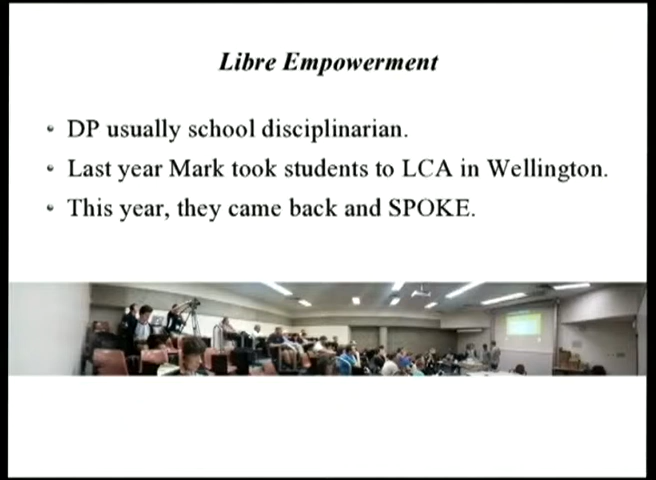 Libre Empowerment
DP usually school disciplinarian.
Last year Mark took students to LCA in Wellington.
This year, they came back and SPOKE.